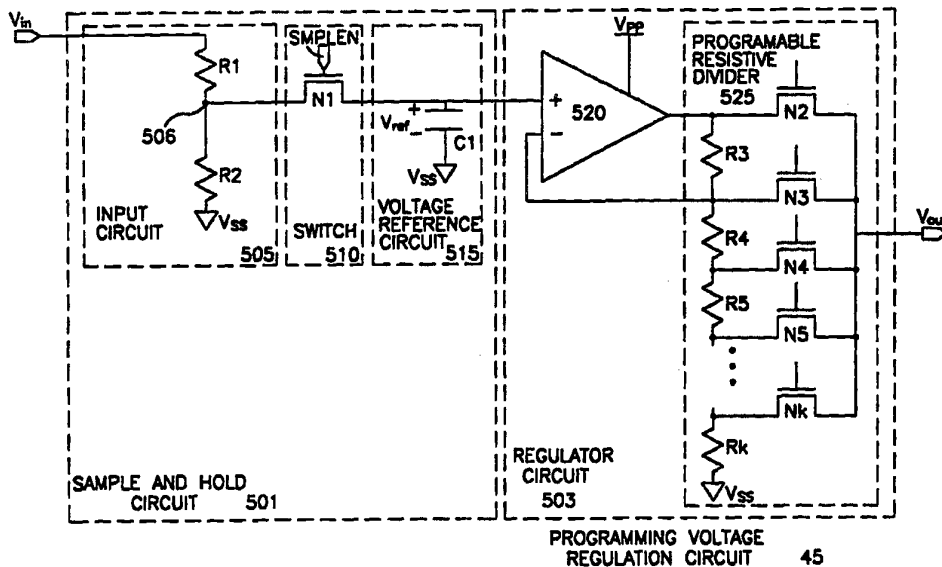 Vin
SMPLEN
R1
N1
506
R2
Vss
INPUT
CIRCUIT
505
SWITCH
510
+
Vref
-
C1
Vss
VOLTAGE
REFERENCE
CIRCUIT
515
SAMPLE AND HOLD
CIRCUIT 501
Vpp
+
520
-
PROGRAMABLE
RESISTIVE
DIVIDER
525
N2
R3
N3
R4
N4
R5
N5
Nk
Rk
Vss
Vou
REGULATOR
CIRCUIT
503
PROGRAMMING VOLTAGE
REGULATION CIRCUIT 45